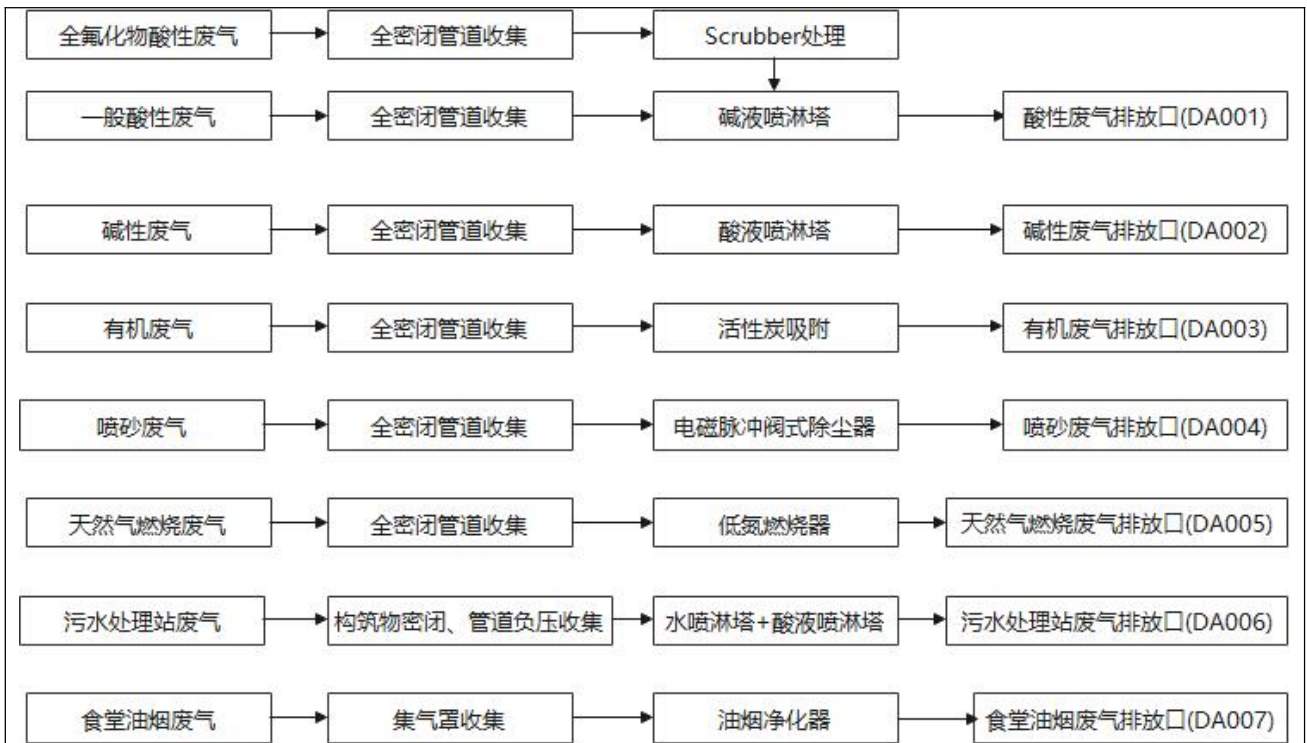 全氟化物酸性废气 全密闭管道收集 Scrubber处理
一般酸性废气 全密闭管道收集 碱液喷淋塔 酸性废气排放口(DA001)
碱性废气 全密闭管道收集 酸液喷淋塔 碱性废气排放口(DA002)
有机废气 全密闭管道收集 活性炭吸附 有机废气排放口(DA003)
喷砂废气 全密闭管道收集 电磁脉冲阀式除尘器 喷砂废气排放口(DA004)
天然气燃烧废气 全密闭管道收集 低氮燃烧器 天然气燃烧废气排放口(DA005)
污水处理站废气 构筑物密闭、管道负压收集 水喷淋塔+酸液喷淋塔 污水处理站废气排放口(DA006)
食堂油烟废气 集气罩收集 油烟净化器 食堂油烟废气排放口(DA007)